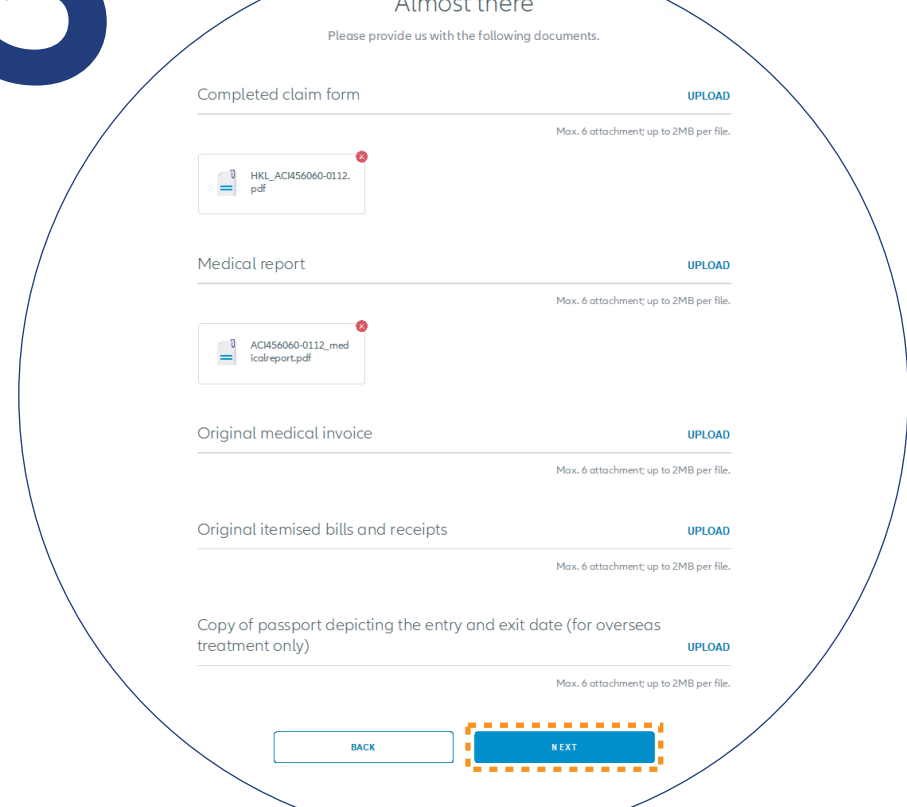 Almost there
Please provide us with the following documents.
Completed claim form
UPLOAD
Max. 6 attachment; up to 2MB per file.
HKL_ACI456060-0112.
pdf
Medical report
UPLOAD
Max. 6 attachment; up to 2MB per file.
ACI456060-0112_med
icalreport.pdf
Original medical invoice
UPLOAD
Max. 6 attachment; up to 2MB per file.
Original itemised bills and receipts
UPLOAD
Max. 6 attachment; up to 2MB per file.
Copy of passport depicting the entry and exit date (for overseas
treatment only)
UPLOAD
Max. 6 attachment; up to 2MB per file.
BACK
NEXT